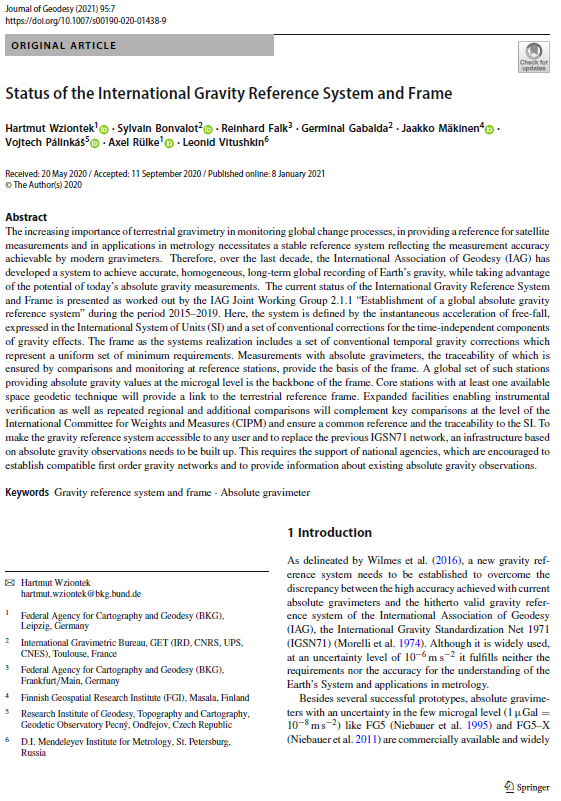 Journal of Geodesy (2021) 95:7
https://doi.org/10.1007/s00190-020-01438-9
ORIGINAL ARTICLE
Check for
updates
Status of the International Gravity Reference System and Frame
Hartmut Wziontek1 · Sylvain Bonvalot2 · Reinhard Falk3 · Germinal Gabalda2 · Jaakko Mäkinen4 ·
Vojtech Pálinkáš5 · Axel Rülke1 · Leonid Vitushkin6
Received: 20 May 2020 / Accepted: 11 September 2020 / Published online: 8 January 2021
© The Author(s) 2020
Abstract
The increasing importance of terrestrial gravimetry in monitoring global change processes, in providing a reference for satellite
measurements and in applications in metrology necessitates a stable reference system reflecting the measurement accuracy
achievable by modern gravimeters. Therefore, over the last decade, the International Association of Geodesy (IAG) has
developed a system to achieve accurate, homogeneous, long-term global recording of Earth's gravity, while taking advantage
of the potential of today's absolute gravity measurements. The current status of the International Gravity Reference System
and Frame is presented as worked out by the IAG Joint Working Group 2.1.1 “Establishment of a global absolute gravity
reference system” during the period 2015–2019. Here, the system is defined by the instantaneous acceleration of free-fall,
expressed in the International System of Units (SI) and a set of conventional corrections for the time-independent components
of gravity effects. The frame as the systems realization includes a set of conventional temporal gravity corrections which
represent a uniform set of minimum requirements. Measurements with absolute gravimeters, the traceability of which is
ensured by comparisons and monitoring at reference stations, provide the basis of the frame. A global set of such stations
providing absolute gravity values at the microgal level is the backbone of the frame. Core stations with at least one available
space geodetic technique will provide a link to the terrestrial reference frame. Expanded facilities enabling instrumental
verification as well as repeated regional and additional comparisons will complement key comparisons at the level of the
International Committee for Weights and Measures (CIPM) and ensure a common reference and the traceability to the SI. To
make the gravity reference system accessible to any user and to replace the previous IGSN71 network, an infrastructure based
on absolute gravity observations needs to be built up. This requires the support of national agencies, which are encouraged to
establish compatible first order gravity networks and to provide information about existing absolute gravity observations.
Keywords Gravity reference system and frame · Absolute gravimeter
✉ Hartmut Wziontek
hartmut.wziontek@bkg.bund.de
1 Federal Agency for Cartography and Geodesy (BKG),
Leipzig, Germany
2 International Gravimetric Bureau, GET (IRD, CNRS, UPS,
CNES), Toulouse, France
3 Federal Agency for Cartography and Geodesy (BKG),
Frankfurt/Main, Germany
4 Finnish Geospatial Research Institute (FGI), Masala, Finland
5 Research Institute of Geodesy, Topography and Cartography,
Geodetic Observatory Pecný, Ondřejov, Czech Republic
6 D.I. Mendeleyev Institute for Metrology, St. Petersburg,
Russia
1 Introduction
As delineated by Wilmes et al. (2016), a new gravity ref-
erence system needs to be established to overcome the
discrepancy between the high accuracy achieved with current
absolute gravimeters and the hitherto valid gravity refer-
ence system of the International Association of Geodesy
(IAG), the International Gravity Standardization Net 1971
(IGSN71) (Morelli et al. 1974). Although it is widely used,
at an uncertainty level of 10−6 m s−2 it fulfills neither the
requirements nor the accuracy for the understanding of the
Earth's System and applications in metrology.
Besides several successful prototypes, absolute gravime-
ters with an uncertainty in the few microgal level (1 μGal =
10−8 m s−2) like FG5 (Niebauer et al. 1995) and FG5–X
(Niebauer et al. 2011) are commercially available and widely
Springer